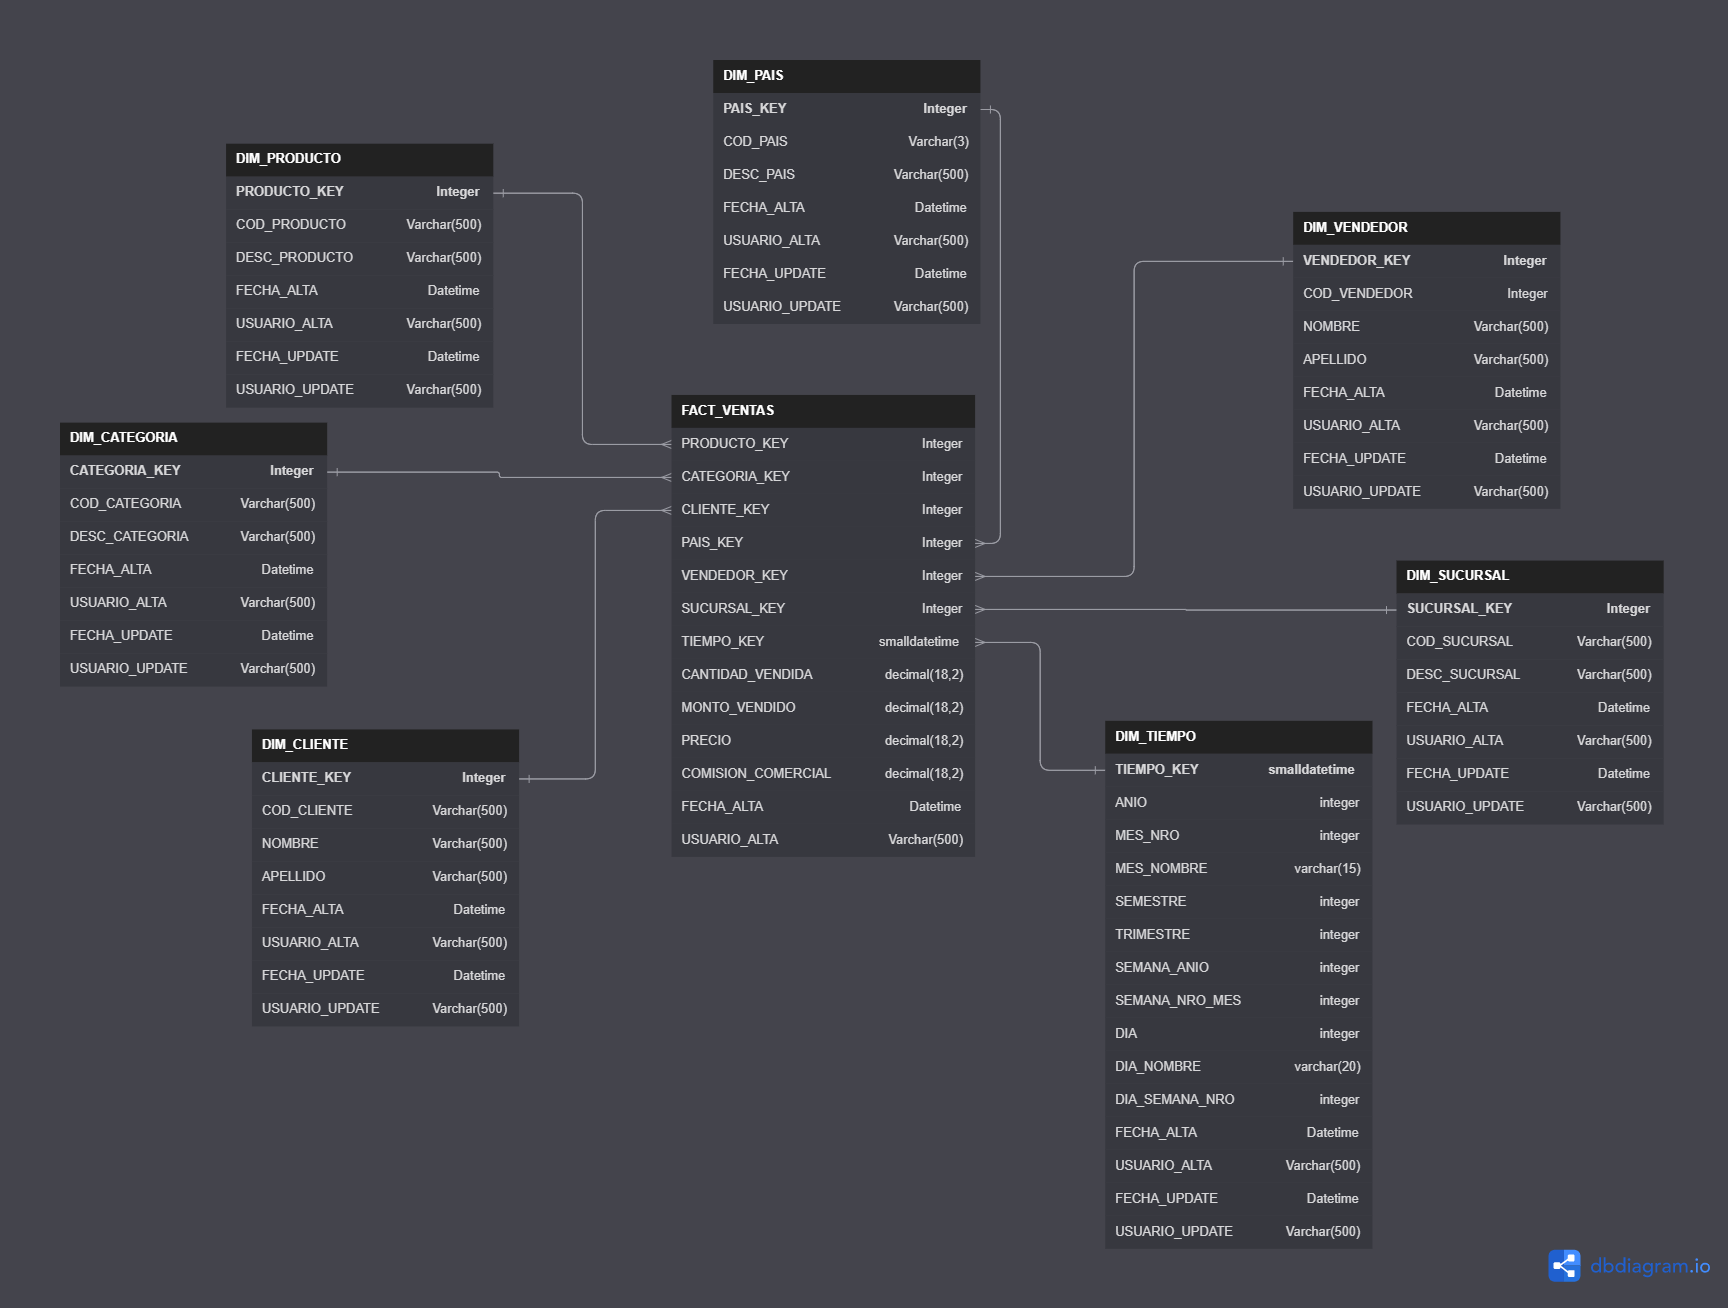 DIM_PAIS
PAIS_KEY Integer
COD_PAIS Varchar(3)
DESC_PAIS Varchar(500)
FECHA_ALTA Datetime
USUARIO_ALTA Varchar(500)
FECHA_UPDATE Datetime
USUARIO_UPDATE Varchar(500)
DIM_PRODUCTO
PRODUCTO_KEY Integer
COD_PRODUCTO Varchar(500)
DESC_PRODUCTO Varchar(500)
FECHA_ALTA Datetime
USUARIO_ALTA Varchar(500)
FECHA_UPDATE Datetime
USUARIO_UPDATE Varchar(500)
DIM_VENDEDOR
VENDEDOR_KEY Integer
COD_VENDEDOR Integer
NOMBRE Varchar(500)
APELLIDO Varchar(500)
FECHA_ALTA Datetime
USUARIO_ALTA Varchar(500)
FECHA_UPDATE Datetime
USUARIO_UPDATE Varchar(500)
DIM_CATEGORIA
CATEGORIA_KEY Integer
COD_CATEGORIA Varchar(500)
DESC_CATEGORIA Varchar(500)
FECHA_ALTA Datetime
USUARIO_ALTA Varchar(500)
FECHA_UPDATE Datetime
USUARIO_UPDATE Varchar(500)
FACT_VENTAS
PRODUCTO_KEY Integer
CATEGORIA_KEY Integer
CLIENTE_KEY Integer
PAIS_KEY Integer
VENDEDOR_KEY Integer
SUCURSAL_KEY Integer
TIEMPO_KEY smalldatetime
CANTIDAD_VENDIDA decimal(18,2)
MONTO_VENDIDO decimal(18,2)
PRECIO decimal(18,2)
COMISION_COMERCIAL decimal(18,2)
FECHA_ALTA Datetime
USUARIO_ALTA Varchar(500)
DIM_SUCURSAL
SUCURSAL_KEY Integer
COD_SUCURSAL Varchar(500)
DESC_SUCURSAL Varchar(500)
FECHA_ALTA Datetime
USUARIO_ALTA Varchar(500)
FECHA_UPDATE Datetime
USUARIO_UPDATE Varchar(500)
DIM_CLIENTE
CLIENTE_KEY Integer
COD_CLIENTE Varchar(500)
NOMBRE Varchar(500)
APELLIDO Varchar(500)
FECHA_ALTA Datetime
USUARIO_ALTA Varchar(500)
FECHA_UPDATE Datetime
USUARIO_UPDATE Varchar(500)
DIM_TIEMPO
TIEMPO_KEY smalldatetime
ANIO integer
MES_NRO integer
MES_NOMBRE varchar(15)
SEMESTRE integer
TRIMESTRE integer
SEMANA_ANIO integer
SEMANA_NRO_MES integer
DIA integer
DIA_NOMBRE varchar(20)
DIA_SEMANA_NRO integer
FECHA_ALTA Datetime
USUARIO_ALTA Varchar(500)
FECHA_UPDATE Datetime
USUARIO_UPDATE Varchar(500)
dbdiagram.io